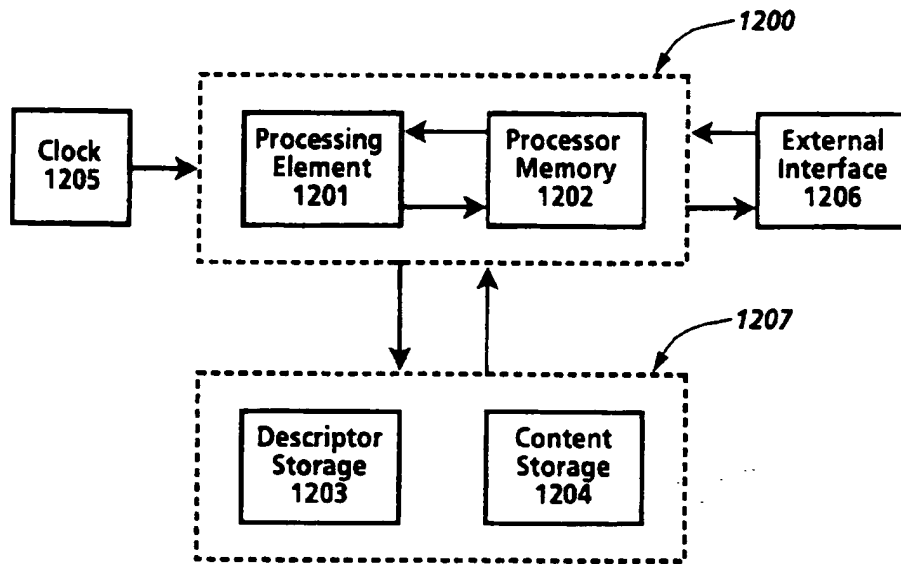 1200
Clock
1205
Processing
Element
1201
Processor
Memory
1202
External
Interface
1206
1207
Descriptor
Storage
1203
Content
Storage
1204